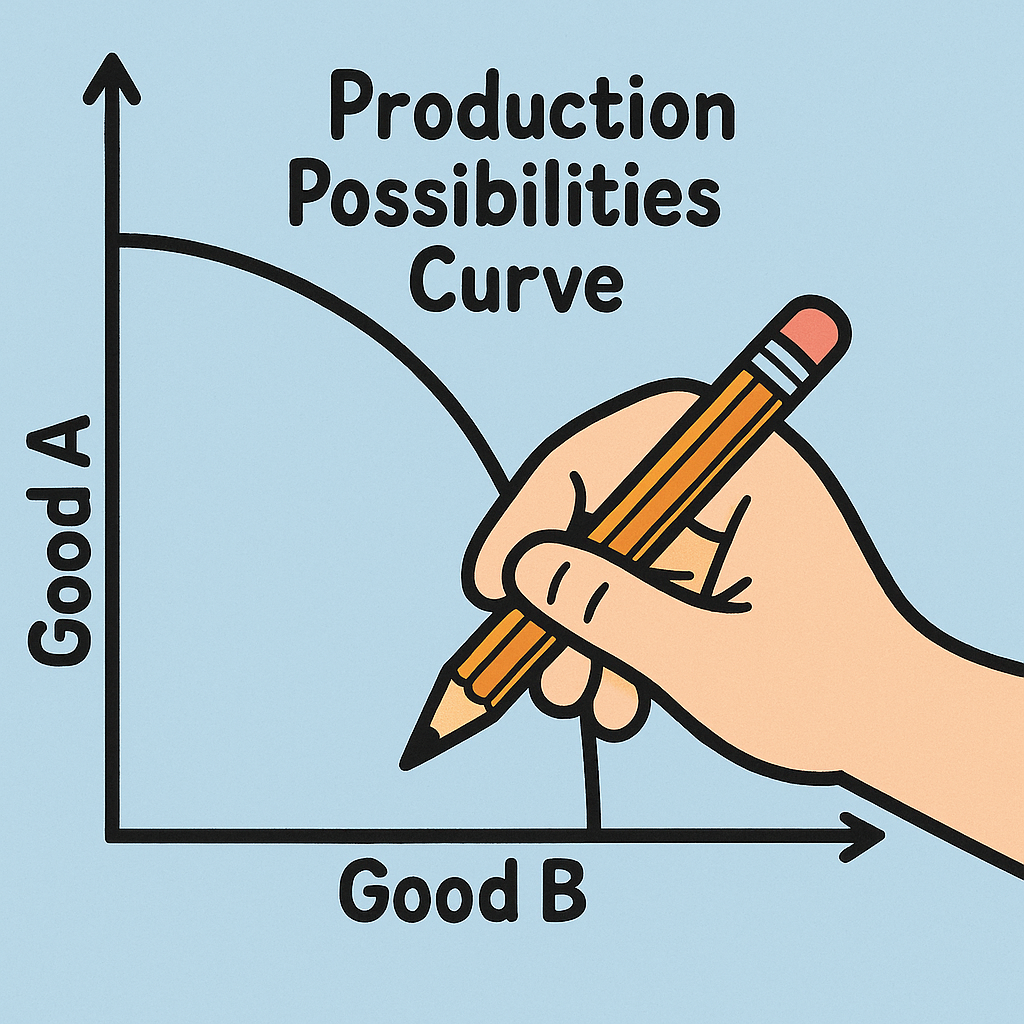 Production
Possibilities
Curve
Good A
Good B